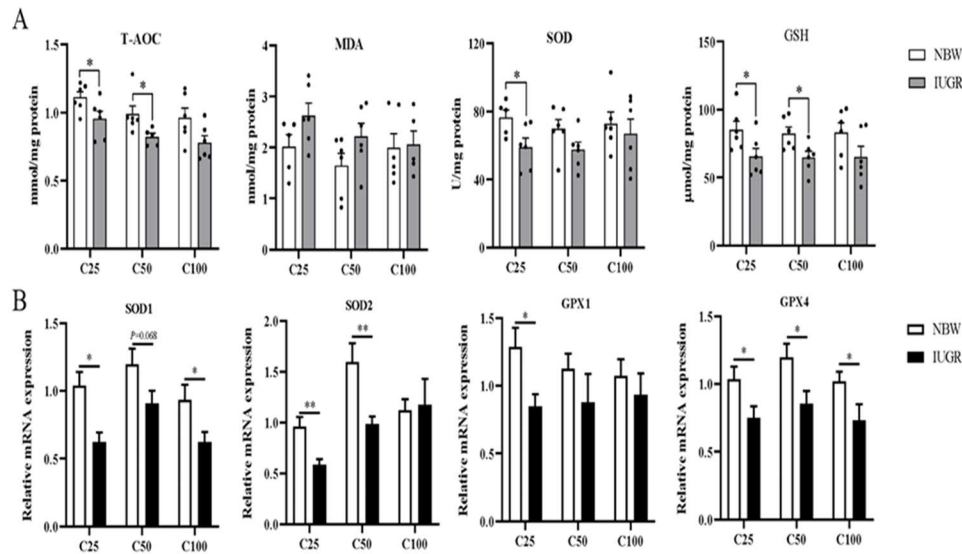 A
T-AOC
mmol/mg protein
1.5
1.0
0.5
0.0
*
*
C25 C50 C100
MDA
4
3
2
1
0
C25 C50 C100
SOD
U/mg protein
120
80
40
0
*
C25 C50 C100
GSH
μmol/mg protein
150
100
50
0
*
*
C25 C50 C100
NBW
IUGR
B
SOD1
Relative mRNA expression
1.5
1.0
0.5
0.0
*
P=0.068
*
C25 C50 C100
SOD2
Relative mRNA expression
2.0
1.5
1.0
0.5
0.0
**
**
C25 C50 C100
GPX1
Relative mRNA expression
1.5
1.0
0.5
0.0
*
C25 C50 C100
GPX4
Relative mRNA expression
1.5
1.0
0.5
0.0
*
*
*
C25 C50 C100
NBW
IUGR